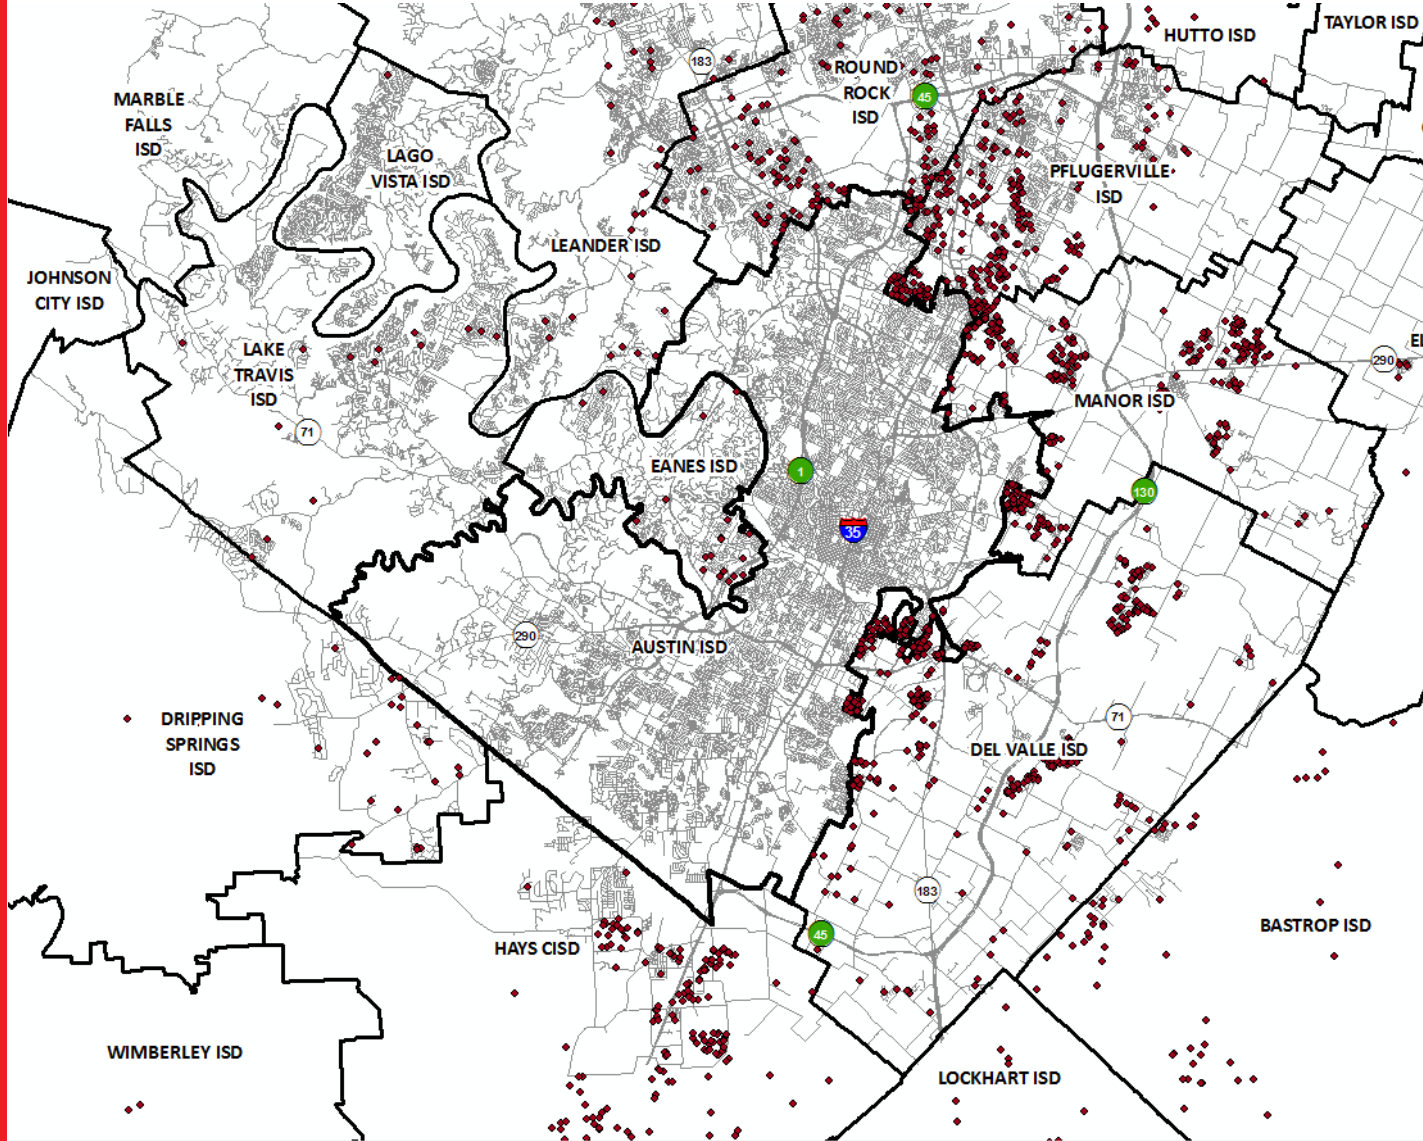 TAYLOR ISD
HUTTO ISD
183
ROUND
ROCK
ISD
45
MARBLE
FALLS
ISD
LAGO
VISTA ISD
PFLUGERVILLE
ISD
LEANDER ISD
JOHNSON
CITY ISD
LAKE
TRAVIS
ISD
290
MANOR ISD
71
EANES ISD
1
130
35
290
AUSTIN ISD
DRIPPING
SPRINGS
ISD
71
DEL VALLE ISD
183
BASTROP ISD
45
HAYS CISD
WIMBERLEY ISD
LOCKHART ISD